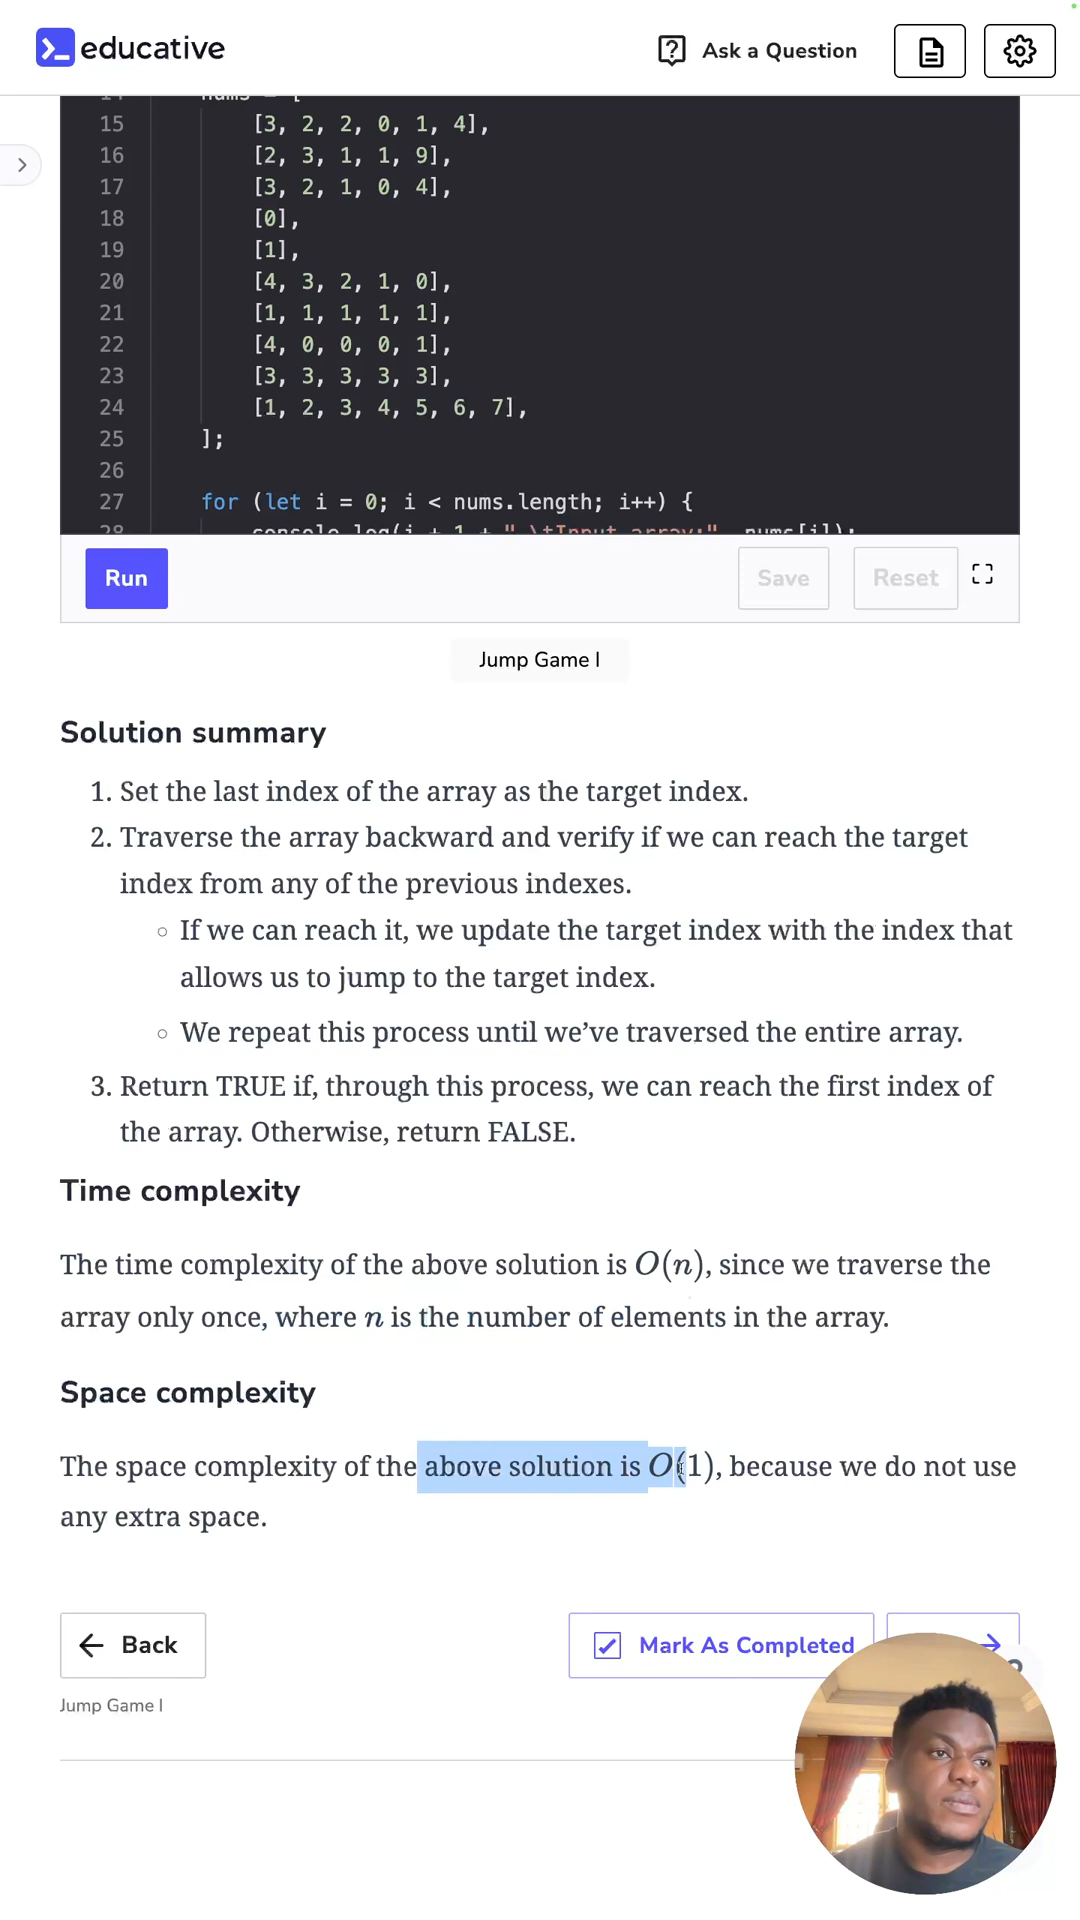 educative
Ask a Question
15 [3, 2, 2, 0, 1, 4],
16 [2, 3, 1, 1, 9],
17 [3, 2, 1, 0, 4],
18 [0],
19 [1],
20 [4, 3, 2, 1, 0],
21 [1, 1, 1, 1, 1],
22 [4, 0, 0, 0, 1],
23 [3, 3, 3, 3, 3],
24 [1, 2, 3, 4, 5, 6, 7],
25 ];
26
27 for (let i = 0; i < nums.length; i++) {
28 console.log(i + 1 + ".\tInput array:", nums[i]);
Run
Save
Reset
Jump Game I
Solution summary
1. Set the last index of the array as the target index.
2. Traverse the array backward and verify if we can reach the target
index from any of the previous indexes.
◦ If we can reach it, we update the target index with the index that
allows us to jump to the target index.
◦ We repeat this process until we’ve traversed the entire array.
3. Return TRUE if, through this process, we can reach the first index of
the array. Otherwise, return FALSE.
Time complexity
The time complexity of the above solution is O(n), since we traverse the
array only once, where n is the number of elements in the array.
Space complexity
The space complexity of the above solution is O(1), because we do not use
any extra space.
← Back
Mark As Completed
Jump Game I